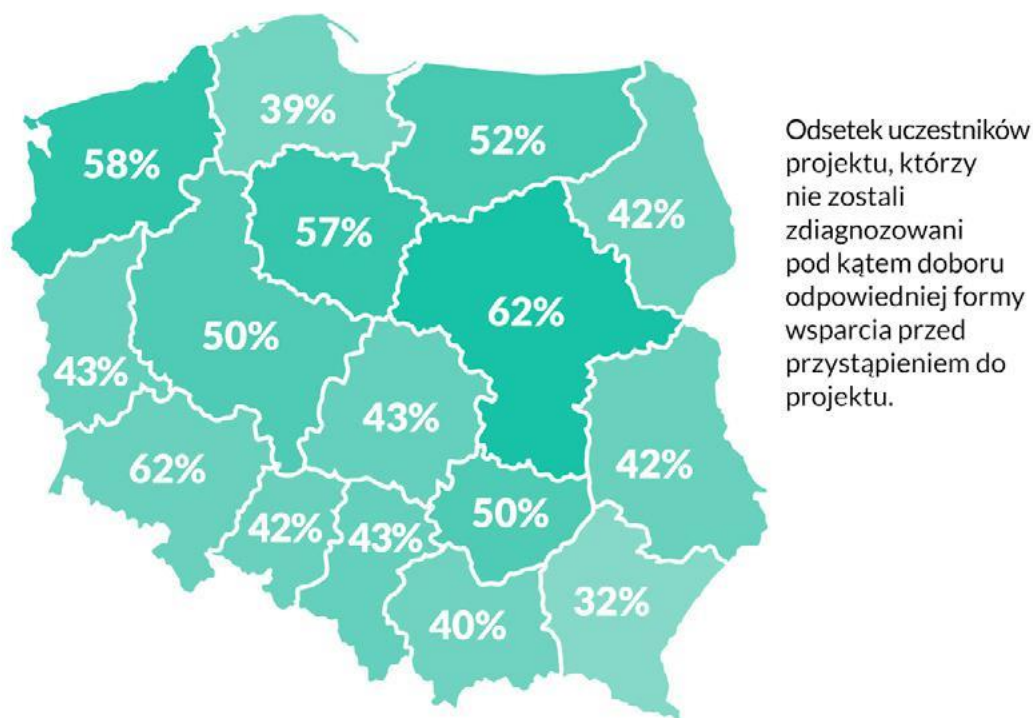 39%
52%
58%
42%
57%
62%
50%
43%
43%
62%
42%
50%
42%
43%
32%
40%
Odsetek uczestników
projektu, którzy
nie zostali
zdiagnozowani
pod kątem doboru
odpowiedniej formy
wsparcia przed
przystąpieniem do
projektu.